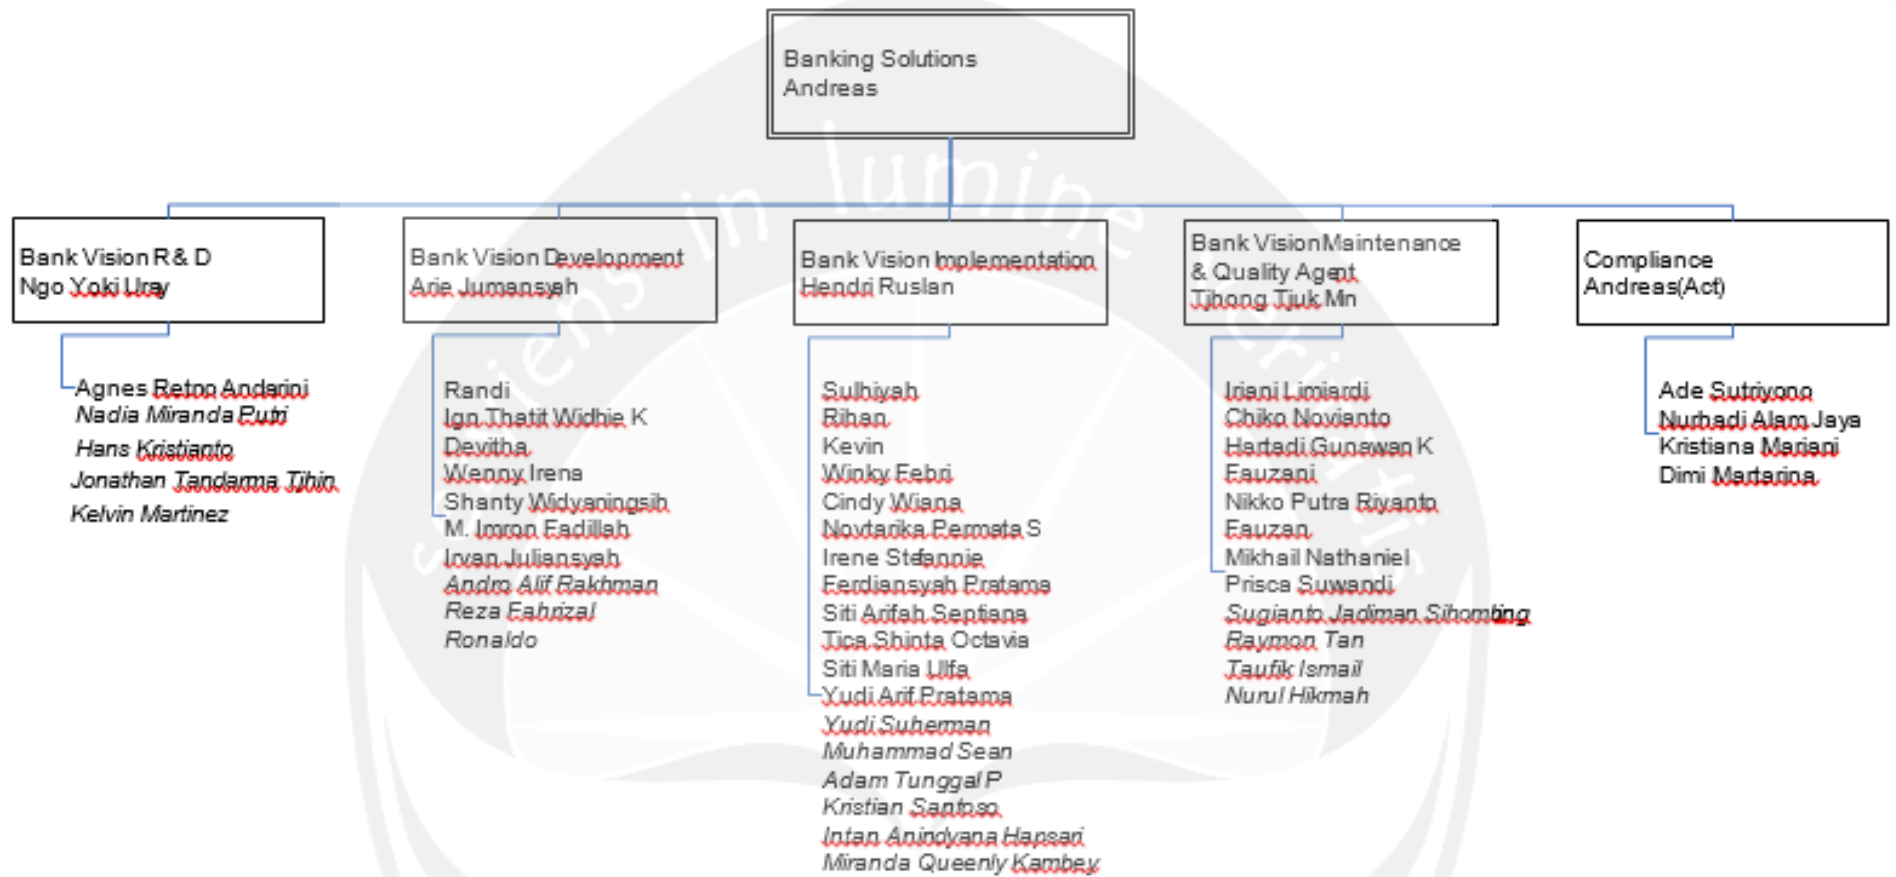 Banking Solutions
Andreas
Bank Vision R & D
Ngo Yoki Uray
Bank Vision Development
Arie Jumansyah
Bank Vision Implementation
Hendri Ruslan
Bank Vision Maintenance
& Quality Agent
Tjhong Tjiuk Min
Compliance
Andreas(Act)
Agnes Retno Andarini
Nadia Miranda Putri
Hans Kristianto
Jonathan Tandarma Tjhin
Kelvin Martinez
Randi
Ign.Thatit Widhie K
Devitha
Wenny Irena
Shanty Widyaningsih
M. Imron Fadillah
Irvan Juliansyah
Andro Alif Rakhman
Reza Fahrizal
Ronaldo
Sulhiyah
Rihan
Kevin
Winky Febri
Cindy Wiana
Novtarika Permata S
Irene Stefannie
Ferdiansyah Pratama
Siti Arifah Septiana
Tica Shinta Octavia
Siti Maria Ulfa
Yudi Arif Pratama
Yudi Suherman
Muhammad Sean
Adam Tunggal P
Kristian Santoso
Intan Anindyana Hapsari
Miranda Queenly Kambey
Iriani Limiardi
Chiko Novianto
Hartadi Gunawan K
Fauzani
Nikko Putra Riyanto
Fauzan
Mikhail Nathaniel
Prisca Suwandi
Sugianto Jadiman Sihombing
Raymon Tan
Taufik Ismail
Nurul Hikmah
Ade Sutriyono
Nurhadi Alam Jaya
Kristiana Mariani
Dimi Martarina
in lumine veritatis